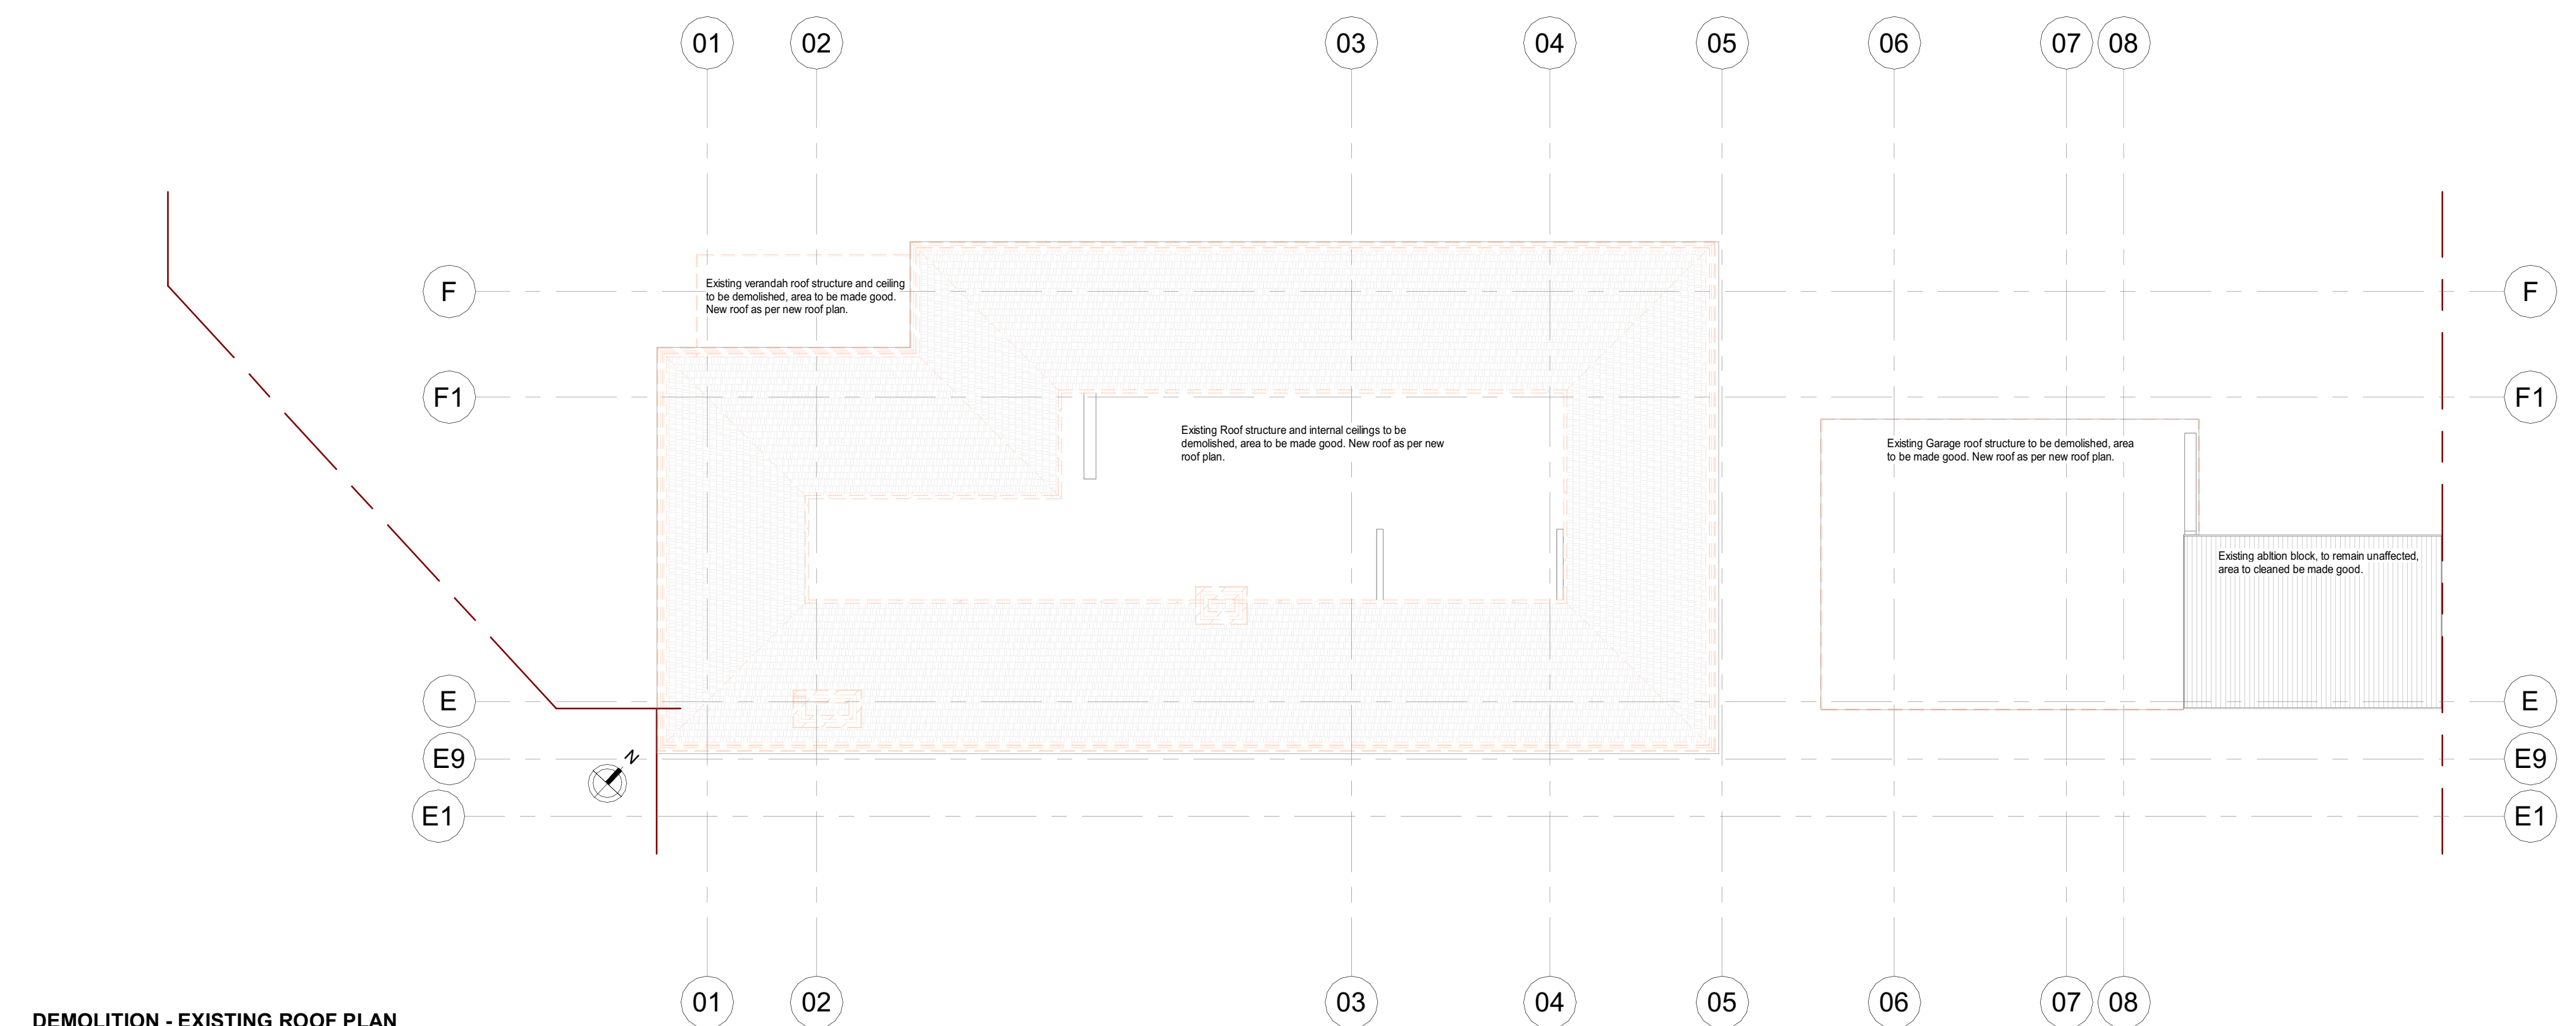 01 02 03 04 05 06 07 08
Existing verandah roof structure and ceiling
to be demolished, area to be made good.
New roof as per new roof plan.
F F
F1 F1
Existing Roof structure and internal ceilings to be
demolished, area to be made good. New roof as per new
roof plan.
Existing Garage roof structure to be demolished, area
to be made good. New roof as per new roof plan.
Existing abltion block, to remain unaffected,
area to cleaned be made good.
E E
E9 E9
N
E1 E1
01 02 03 04 05 06 07 08
DEMOLITION - EXISTING ROOF PLAN